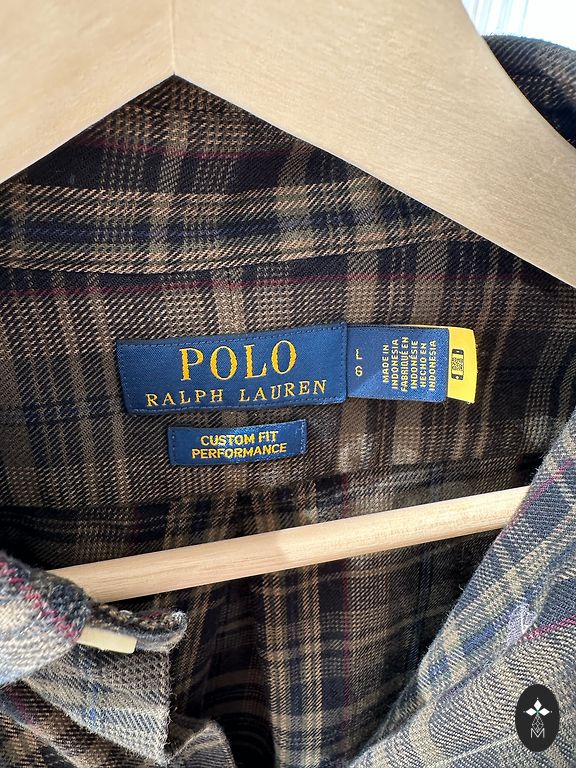 POLO
RALPH LAUREN
L
G
MADE IN
INDONESIA
FABRIQUÉ EN
INDONÉSIE
HECHO EN
INDONESIA
CUSTOM FIT
PERFORMANCE